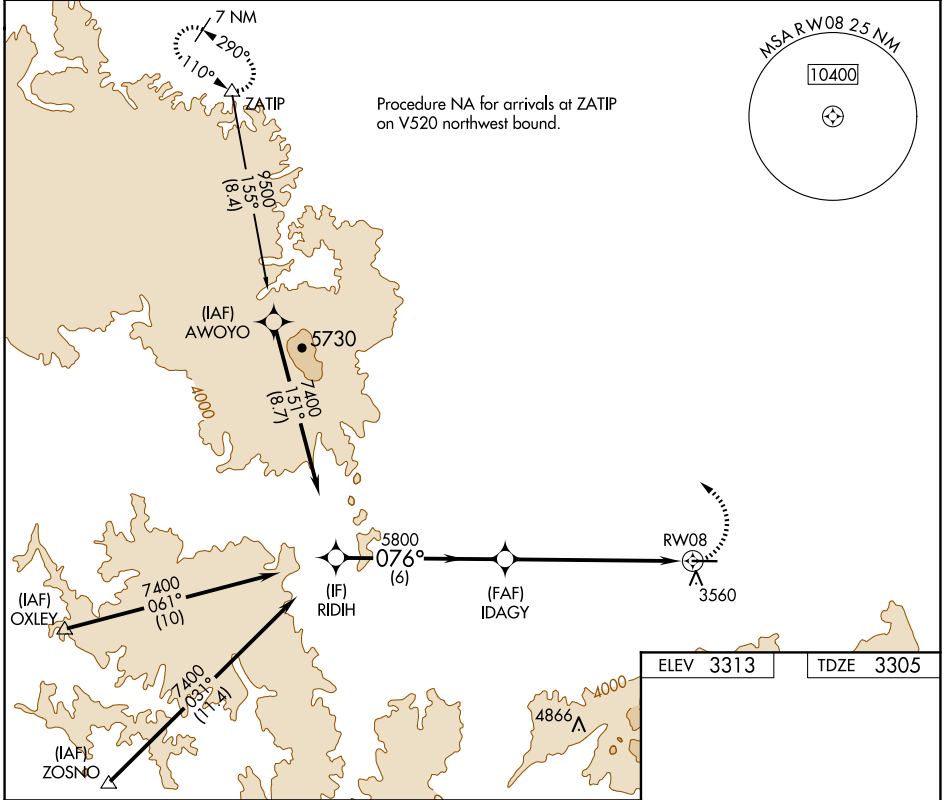 7 NM
290°
110°
ZATIP
Procedure NA for arrivals at ZATIP
on V520 northwest bound.
MSA RW08 25 NM
10400
9500
155°
(8.4)
(IAF)
AWOYO
5730
7400
151°
(8.7)
4000
5800
076°
(6)
RW08
3560
(IF)
RIDIH
(FAF)
IDAGY
(IAF)
OXLEY
7400
061°
(10)
7400
031°
(11.4)
(IAF)
ZOSNO
4866
4000
ELEV 3313
TDZE 3305